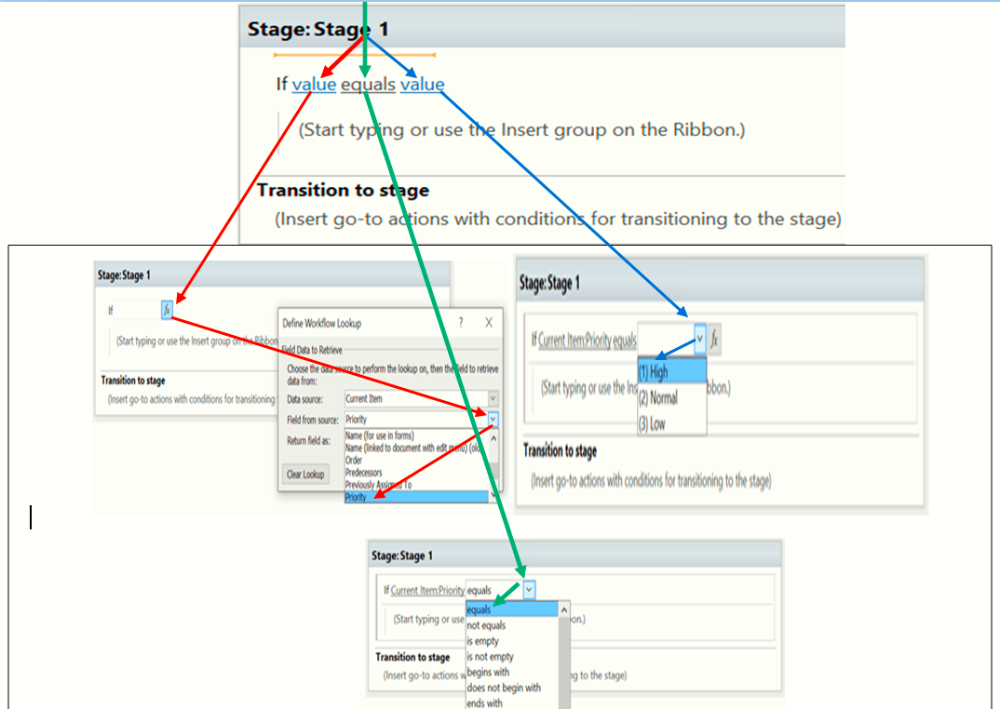 Stage: Stage 1
If value equals value
(Start typing or use the Insert group on the Ribbon.)
Transition to stage
(Insert go-to actions with conditions for transitioning to the stage)
Stage: Stage 1
If fx
(Start typing or use the Insert group on the Ribbon
Transition to stage
(Insert go-to actions with conditions for transitioning
Define Workflow Lookup ? X
Field Data to Retrieve
Choose the data source to perform the lookup on, then the field to retrieve
data from:
Data source: Current Item
Field from source: Priority
Return field as:
Name (for use in forms)
Name (linked to document with edit menu) (old
Order
Predecessors
Previously Assigned To
Priority
Clear Lookup
Stage: Stage 1
If Current Item:Priority equals fx
(1) High
(2) Normal
(3) Low
(Start typing or use the Ins bbon.)
Transition to stage
(Insert go-to actions with conditions for transitioning to the stage)
Stage: Stage 1
If Current Item:Priority equals
equals
not equals
is empty
is not empty
begins with
does not begin with
ends with
(Start typing or use on.)
Transition to stage
(Insert go-to actions w ng to the stage)